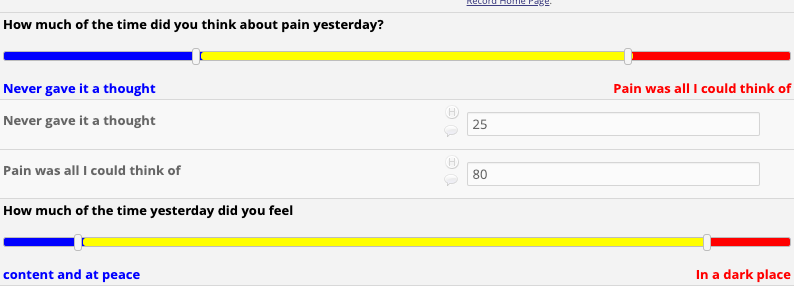 Record Home Page.
How much of the time did you think about pain yesterday?
Never gave it a thought Pain was all I could think of
Never gave it a thought
H
25
Pain was all I could think of
H
80
How much of the time yesterday did you feel
content and at peace In a dark place